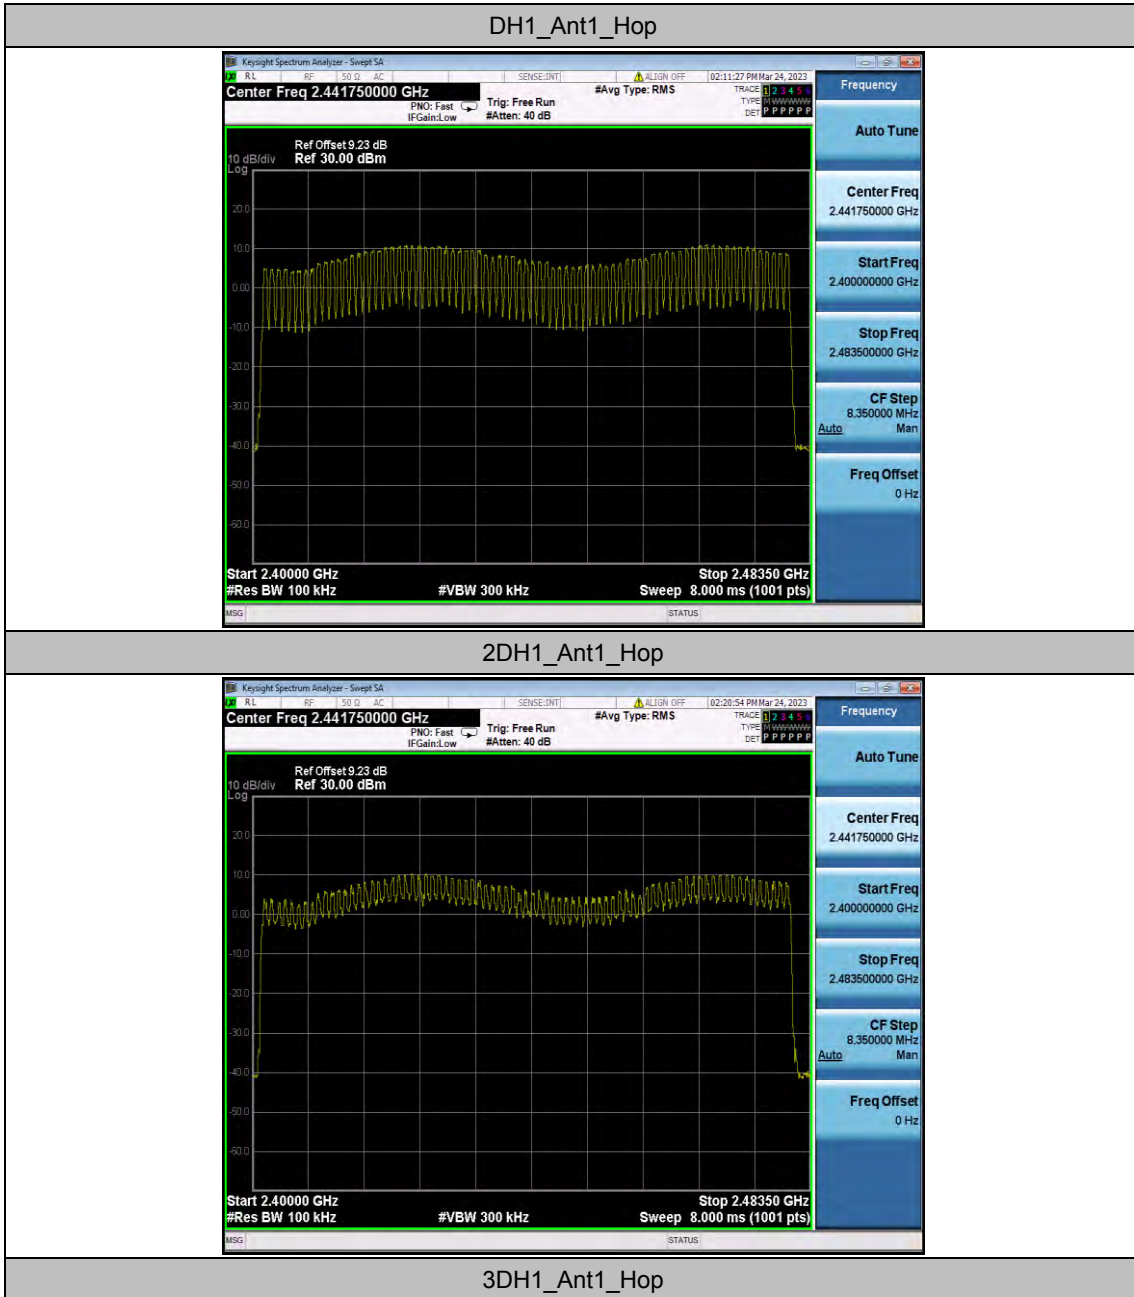 DH1_Ant1_Hop
Keysight Spectrum Analyzer - Swept SA
RL RF 50 Ω AC SENSE:INT ALIGN OFF 02:11:27 PM Mar 24, 2023
Center Freq 2.441750000 GHz #Avg Type: RMS TRACE 1 2 3 4 5 6
PNO: Fast Trig: Free Run TYPE M WWWWW
IFGain:Low #Atten: 40 dB DET P P P P P P
Frequency
Auto Tune
Ref Offset 9.23 dB
10 dB/div Ref 30.00 dBm
Log
20.0
10.0
0.00
-10.0
-20.0
-30.0
-40.0
-50.0
-60.0
Center Freq
2.441750000 GHz
Start Freq
2.400000000 GHz
Stop Freq
2.483500000 GHz
CF Step
8.350000 MHz
Auto Man
Freq Offset
0 Hz
Start 2.40000 GHz Stop 2.48350 GHz
#Res BW 100 kHz #VBW 300 kHz Sweep 8.000 ms (1001 pts)
MSG STATUS
2DH1_Ant1_Hop
Keysight Spectrum Analyzer - Swept SA
RL RF 50 Ω AC SENSE:INT ALIGN OFF 02:20:54 PM Mar 24, 2023
Center Freq 2.441750000 GHz #Avg Type: RMS TRACE 1 2 3 4 5 6
PNO: Fast Trig: Free Run TYPE M WWWWW
IFGain:Low #Atten: 40 dB DET P P P P P P
Frequency
Auto Tune
Ref Offset 9.23 dB
10 dB/div Ref 30.00 dBm
Log
20.0
10.0
0.00
-10.0
-20.0
-30.0
-40.0
-50.0
-60.0
Center Freq
2.441750000 GHz
Start Freq
2.400000000 GHz
Stop Freq
2.483500000 GHz
CF Step
8.350000 MHz
Auto Man
Freq Offset
0 Hz
Start 2.40000 GHz Stop 2.48350 GHz
#Res BW 100 kHz #VBW 300 kHz Sweep 8.000 ms (1001 pts)
MSG STATUS
3DH1_Ant1_Hop